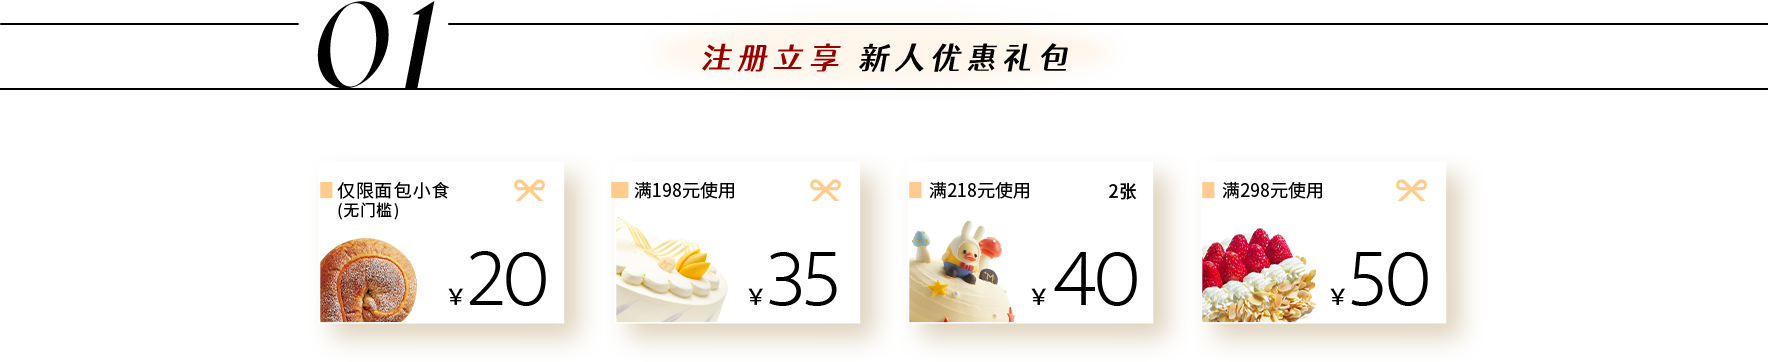 01
注册立享 新人优惠礼包
仅限面包小食
(无门槛)
¥20
满198元使用
¥35
满218元使用 2张
M
¥40
满298元使用
¥50